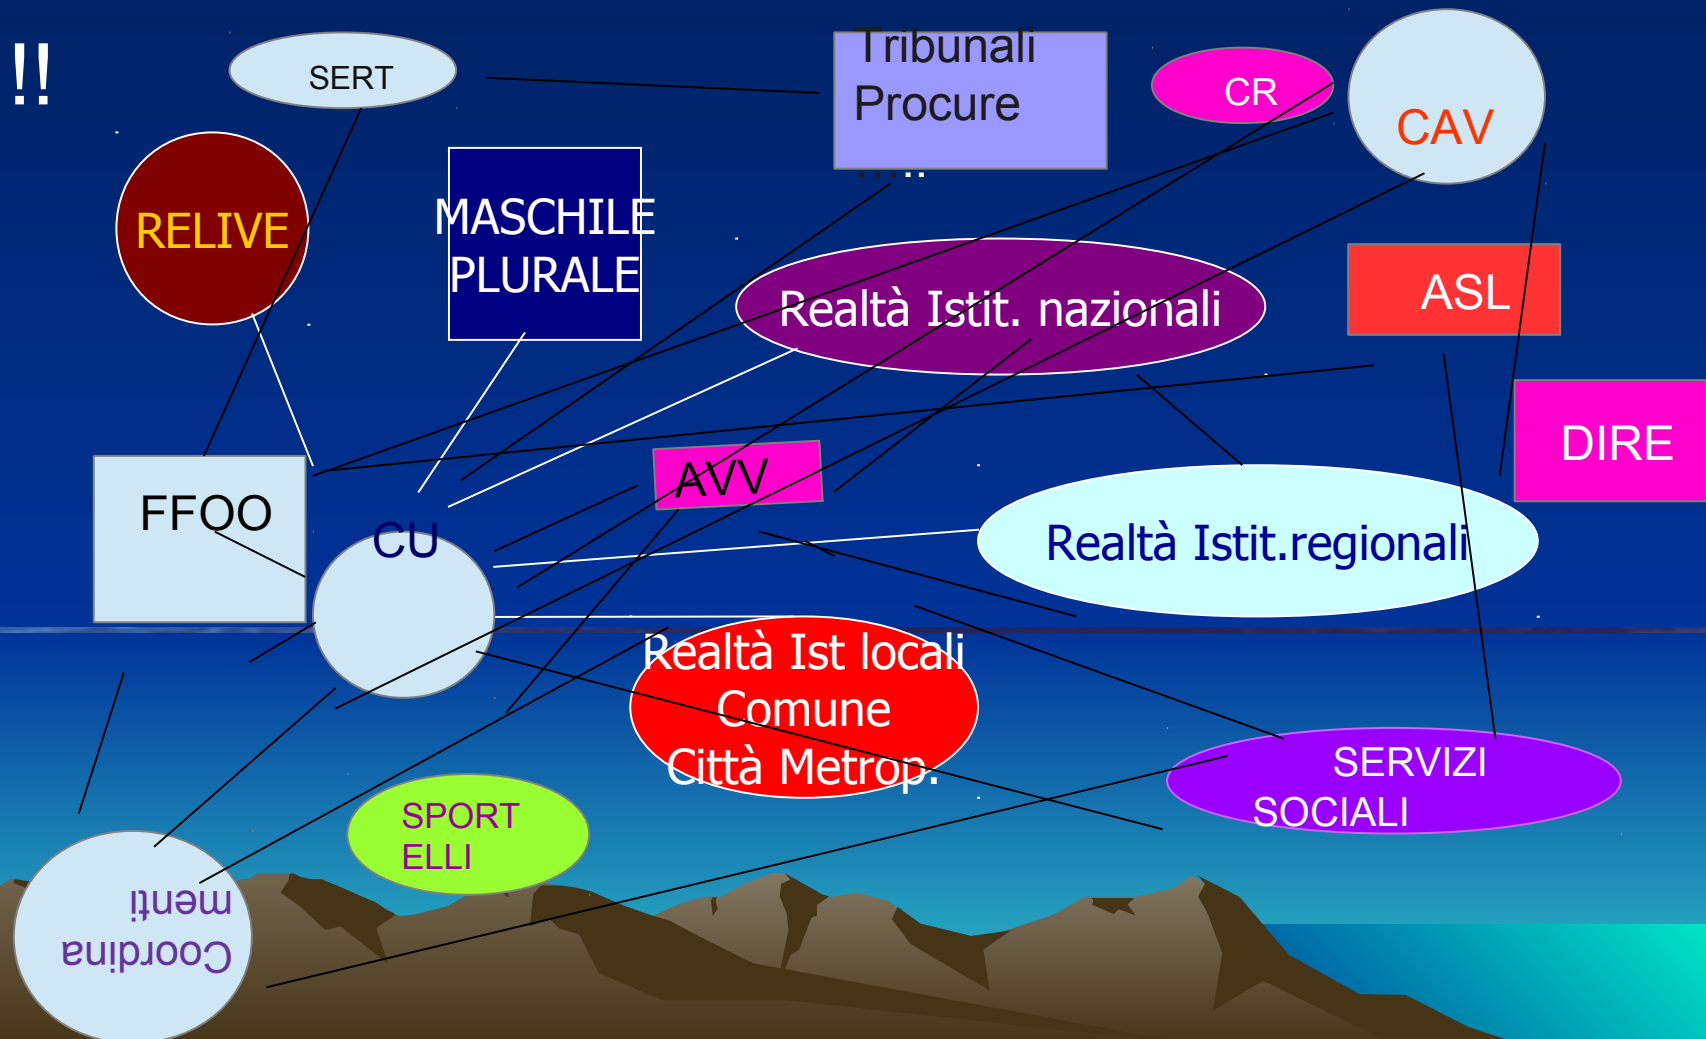 !!
SERT
Tribunali
Procure
.....
CR
CAV
RELIVE
MASCHILE
PLURALE
Realtà Istit. nazionali
ASL
DIRE
AVV
FFOO
CU
Realtà Istit.regionali
Realtà Ist locali
Comune
Città Metrop.
SERVIZI
SOCIALI
SPORT
ELLI
Coordina
menti